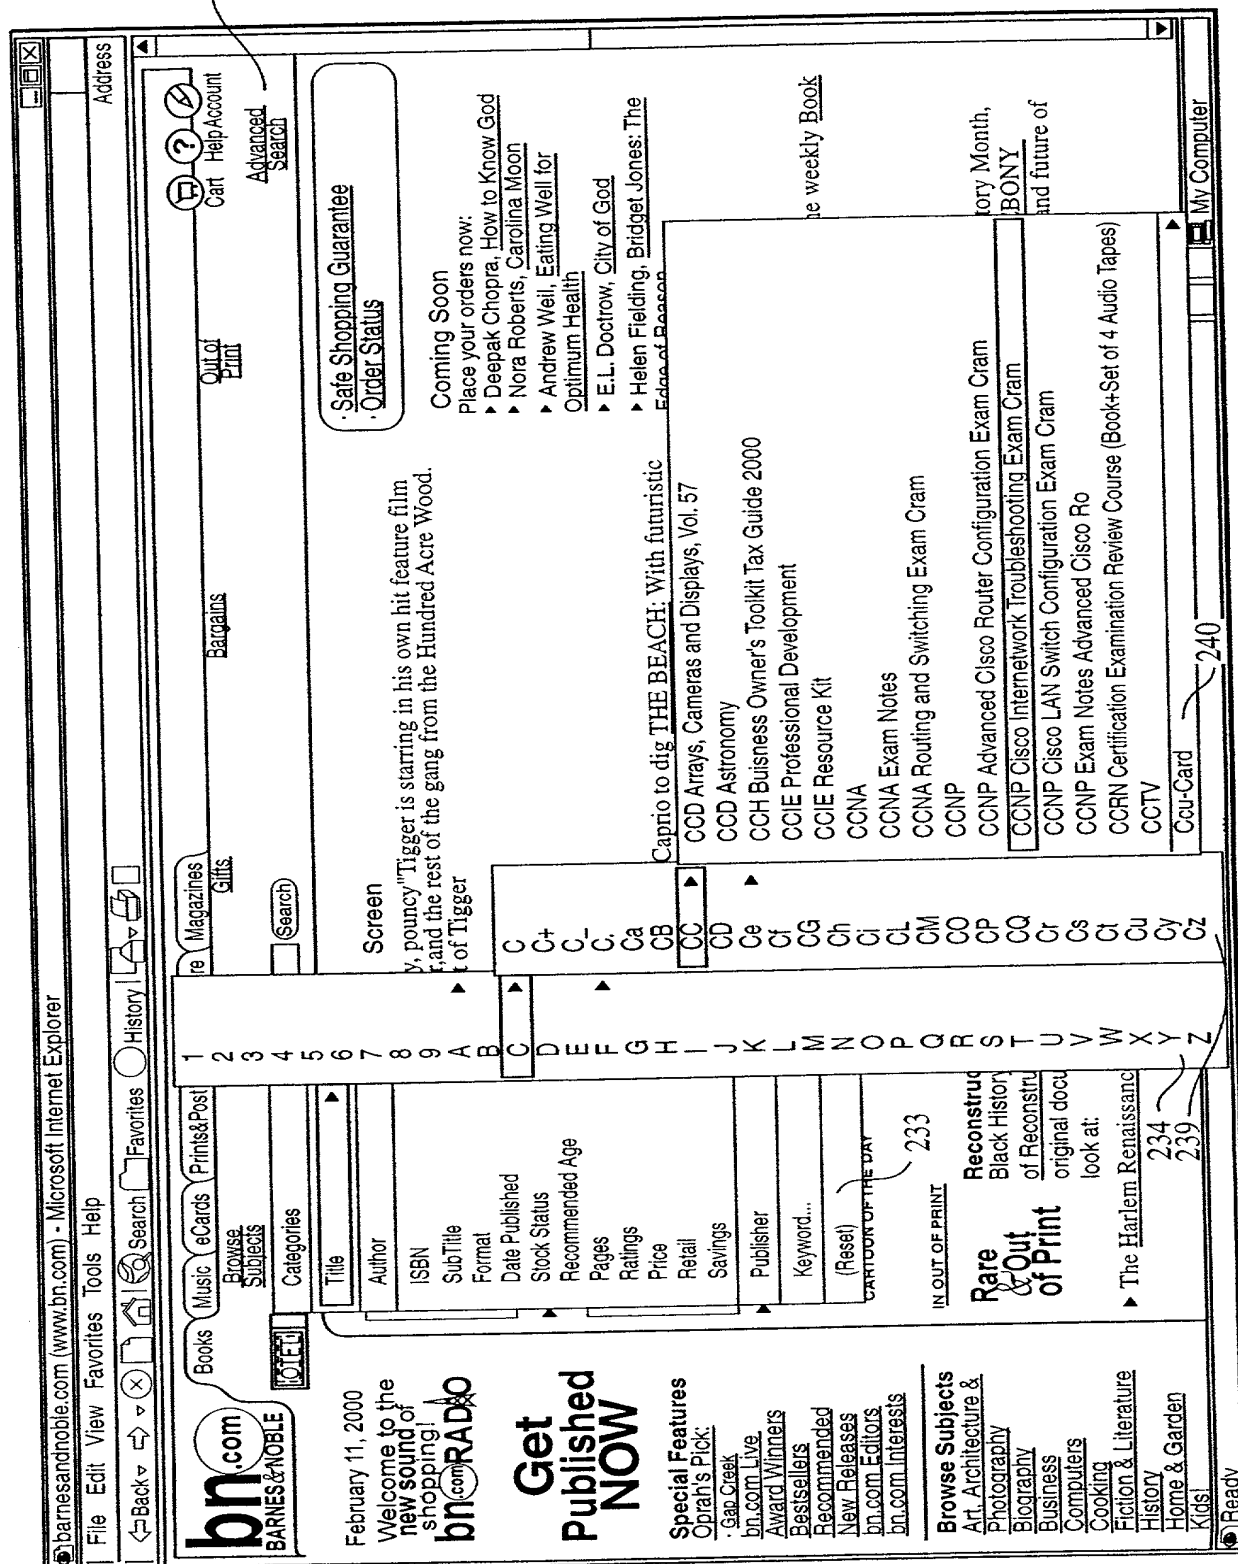 barnesandnoble.com (www.bn.com) - Microsoft Internet Explorer
File Edit View Favorites Tools Help
Back Search Favorites History
Address
bn.com
BARNES&NOBLE
Books Music eCards Prints&Post re Magazines
Cart Help Account
Browse Subjects
Gifts
Bargains
Out of Print
Categories
Search
Advanced Search
February 11, 2000
Welcome to the
new sound of
shopping!
bn.com RADIO
Get
Published
NOW
Special Features
Oprah's Pick:
· Gap Creek
bn.com Live
Award Winners
Bestsellers
Recommended
New Releases
bn.com Editors
bn.com Interests
Browse Subjects
Art, Architecture &
Photography
Biography
Business
Computers
Cooking
Fiction & Literature
History
Home & Garden
Kids!
Title
Author
ISBN
SubTitle
Format
Date Published
Stock Status
Recommended Age
Pages
Ratings
Price
Retail
Savings
Publisher
Keyword...
(Reset)
CARTOON OF THE DAY
233
IN OUT OF PRINT
Rare
&Out
of Print
Reconstruc
Black History
of Reconstru
original docu
look at:
▸ The Harlem Renaissanc
234
239
1
2
3
4
5
6
7
8
9
A
B
C
D
E
F
G
H
I
J
K
L
M
N
O
P
Q
R
S
T
U
V
W
X
Y
Z
Screen
y, pouncy"Tigger is starring in his own hit feature film
r,and the rest of the gang from the Hundred Acre Wood.
t of Tigger
C
C+
C_
C.
Ca
CB
CC
CD
Ce
Cf
CG
Ch
Ci
CL
CM
CO
CP
CQ
Cr
Cs
Ct
Cu
Cy
Cz
Caprio to dig THE BEACH: With futuristic
CCD Arrays, Cameras and Displays, Vol. 57
CCD Astronomy
CCH Buisness Owner's Toolkit Tax Guide 2000
CCIE Professional Development
CCIE Resource Kit
CCNA
CCNA Exam Notes
CCNA Routing and Switching Exam Cram
CCNP
CCNP Advanced CIsco Router Configuration Exam Cram
CCNP Cisco Internetwork Troubleshooting Exam Cram
CCNP Cisco LAN Switch Configuration Exam Cram
CCNP Exam Notes Advanced Cisco Ro
CCRN Certification Examination Review Course (Book+Set of 4 Audio Tapes)
CCTV
Ccu-Card
240
· Safe Shopping Guarantee
· Order Status
Coming Soon
Place your orders now:
▸ Deepak Chopra, How to Know God
▸ Nora Roberts, Carolina Moon
▸ Andrew Well, Eating Well for
Optimum Health
▸ E.L. Doctrow, City of God
▸ Helen Fielding, Bridget Jones: The
Edge of Reason
he weekly Book
tory Month,
EBONY
and future of
Ready
My Computer